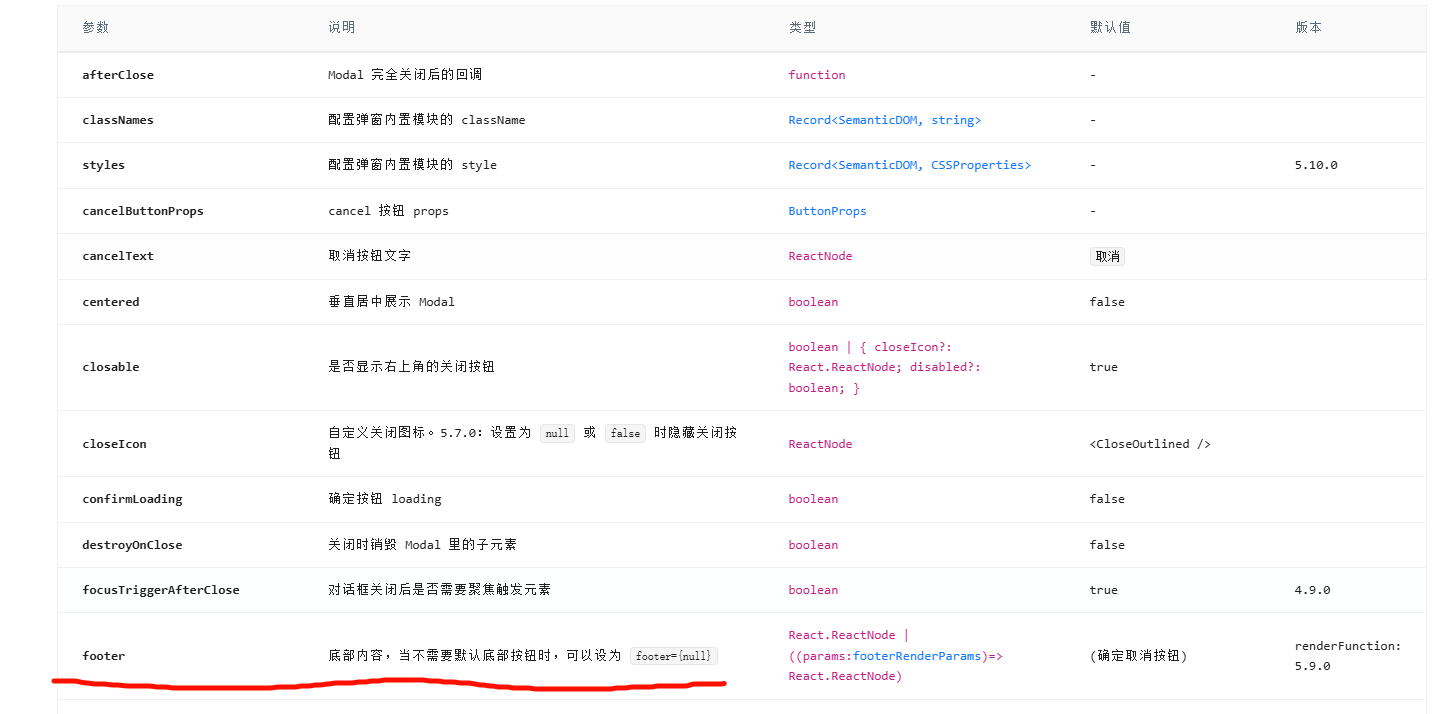 参数 说明 类型 默认值 版本
afterClose Modal 完全关闭后的回调 function -
classNames 配置弹窗内置模块的 className Record<SemanticDOM, string> -
styles 配置弹窗内置模块的 style Record<SemanticDOM, CSSProperties> - 5.10.0
cancelButtonProps cancel 按钮 props ButtonProps -
cancelText 取消按钮文字 ReactNode 取消
centered 垂直居中展示 Modal boolean false
closable 是否显示右上角的关闭按钮 boolean | { closeIcon?:
React.ReactNode; disabled?:
boolean; } true
closeIcon 自定义关闭图标。5.7.0：设置为 null 或 false 时隐藏关闭按
钮 ReactNode <CloseOutlined />
confirmLoading 确定按钮 loading boolean false
destroyOnClose 关闭时销毁 Modal 里的子元素 boolean false
focusTriggerAfterClose 对话框关闭后是否需要聚焦触发元素 boolean true 4.9.0
footer 底部内容，当不需要默认底部按钮时，可以设为 footer={null} React.ReactNode |
((params:footerRenderParams)=>
React.ReactNode) (确定取消按钮) renderFunction:
5.9.0